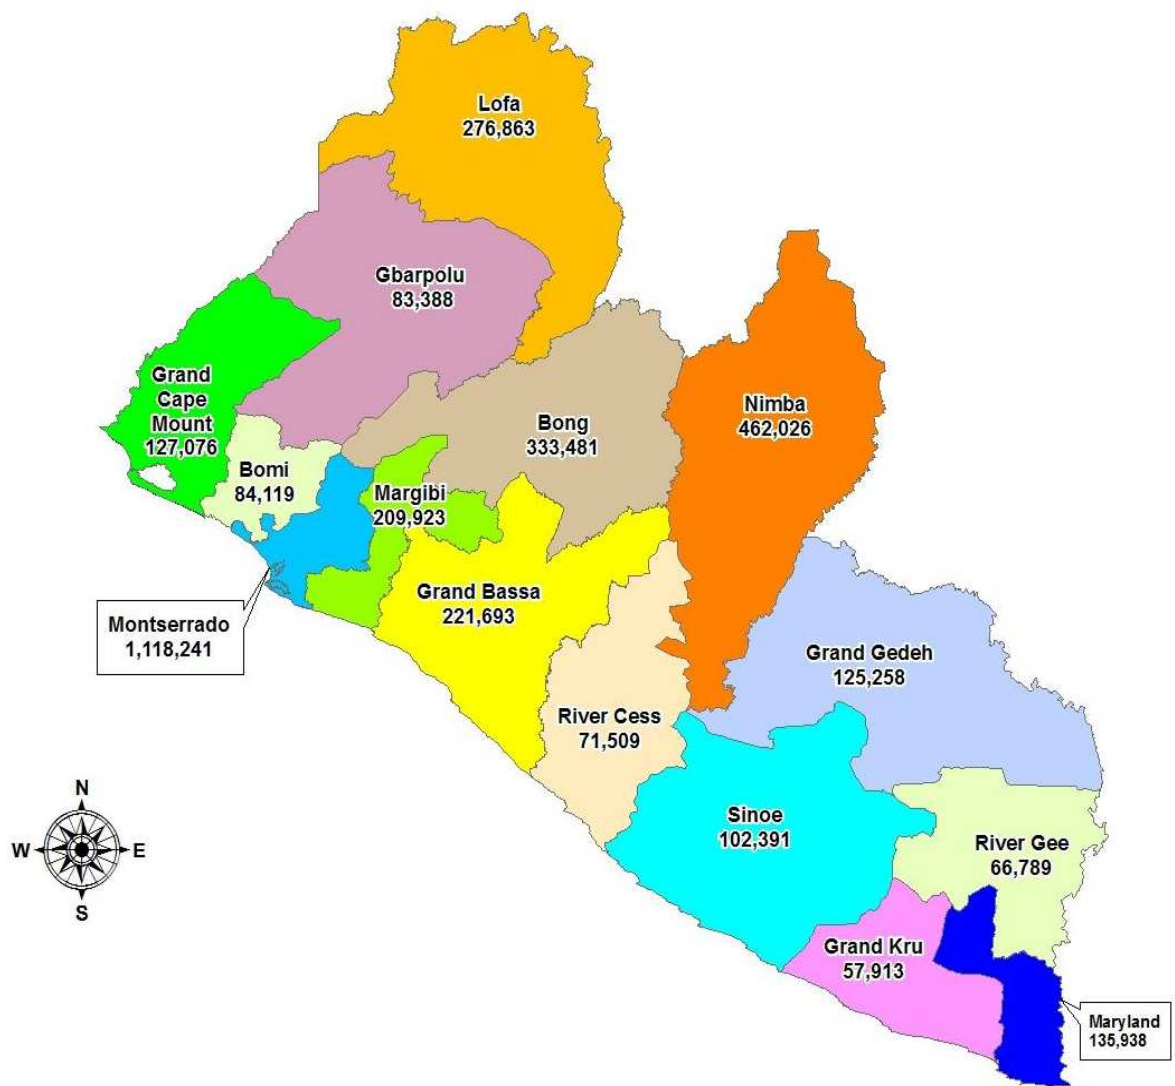 Lofa
276,863
Gbarpolu
83,388
Grand
Cape
Mount
127,076
Bomi
84,119
Bong
333,481
Nimba
462,026
Margibi
209,923
Montserrado
1,118,241
Grand Bassa
221,693
River Cess
71,509
Grand Gedeh
125,258
Sinoe
102,391
River Gee
66,789
Grand Kru
57,913
Maryland
135,938
N
W E
S